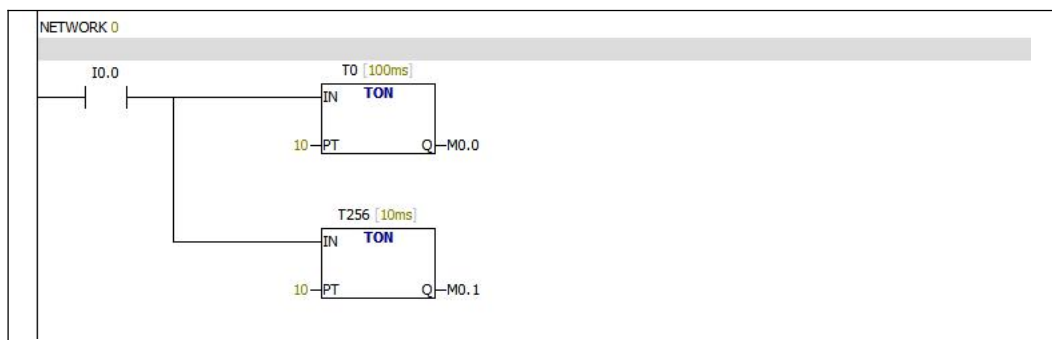 NETWORK 0
I0.0
T0 [100ms]
IN TON
10 PT Q M0.0
T256 [10ms]
IN TON
10 PT Q M0.1